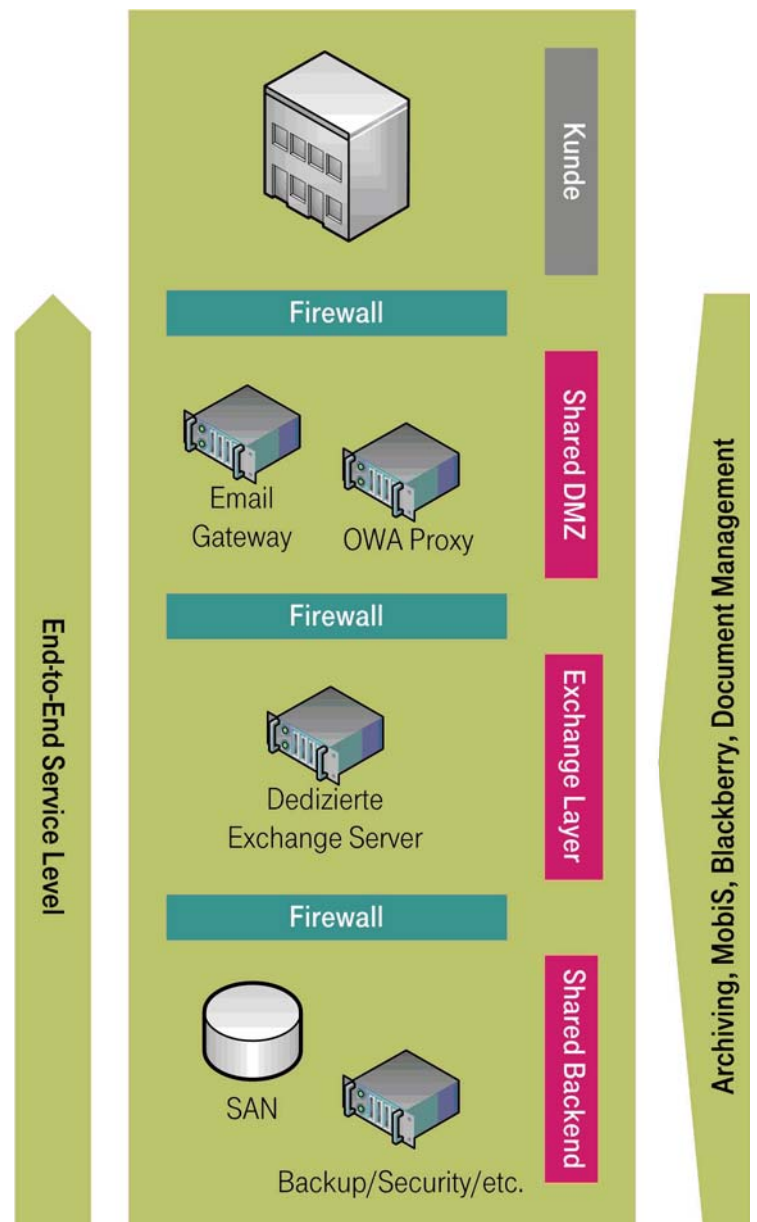 Kunde
Firewall
Shared DMZ
Email
Gateway
OWA Proxy
Firewall
Exchange Layer
Dedizierte
Exchange Server
Firewall
Shared Backend
SAN
Backup/Security/etc.
End-to-End Service Level
Archiving, MobiS, Blackberry, Document Management